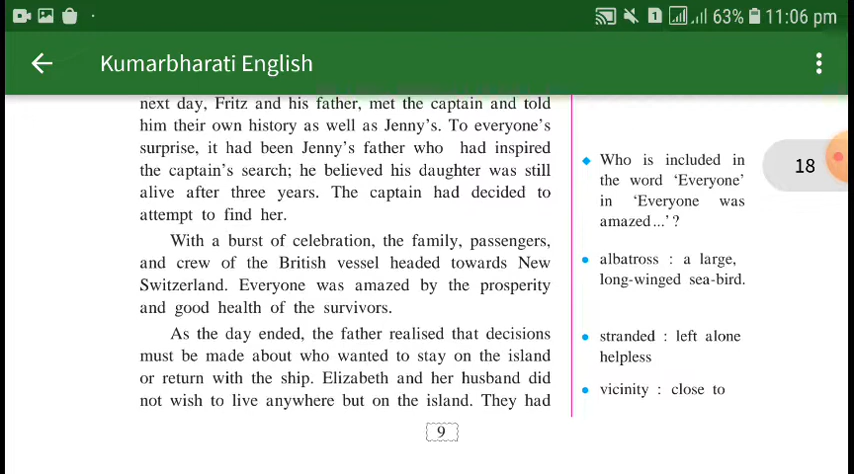 63% 11:06 pm
Kumarbharati English
next day, Fritz and his father, met the captain and told
him their own history as well as Jenny's. To everyone's
surprise, it had been Jenny's father who had inspired
the captain's search; he believed his daughter was still
alive after three years. The captain had decided to
attempt to find her.
With a burst of celebration, the family, passengers,
and crew of the British vessel headed towards New
Switzerland. Everyone was amazed by the prosperity
and good health of the survivors.
As the day ended, the father realised that decisions
must be made about who wanted to stay on the island
or return with the ship. Elizabeth and her husband did
not wish to live anywhere but on the island. They had
9
Who is included in
the word ‘Everyone’
in ‘Everyone was
amazed...’ ?
albatross : a large,
long-winged sea-bird.
stranded : left alone
helpless
vicinity : close to
18